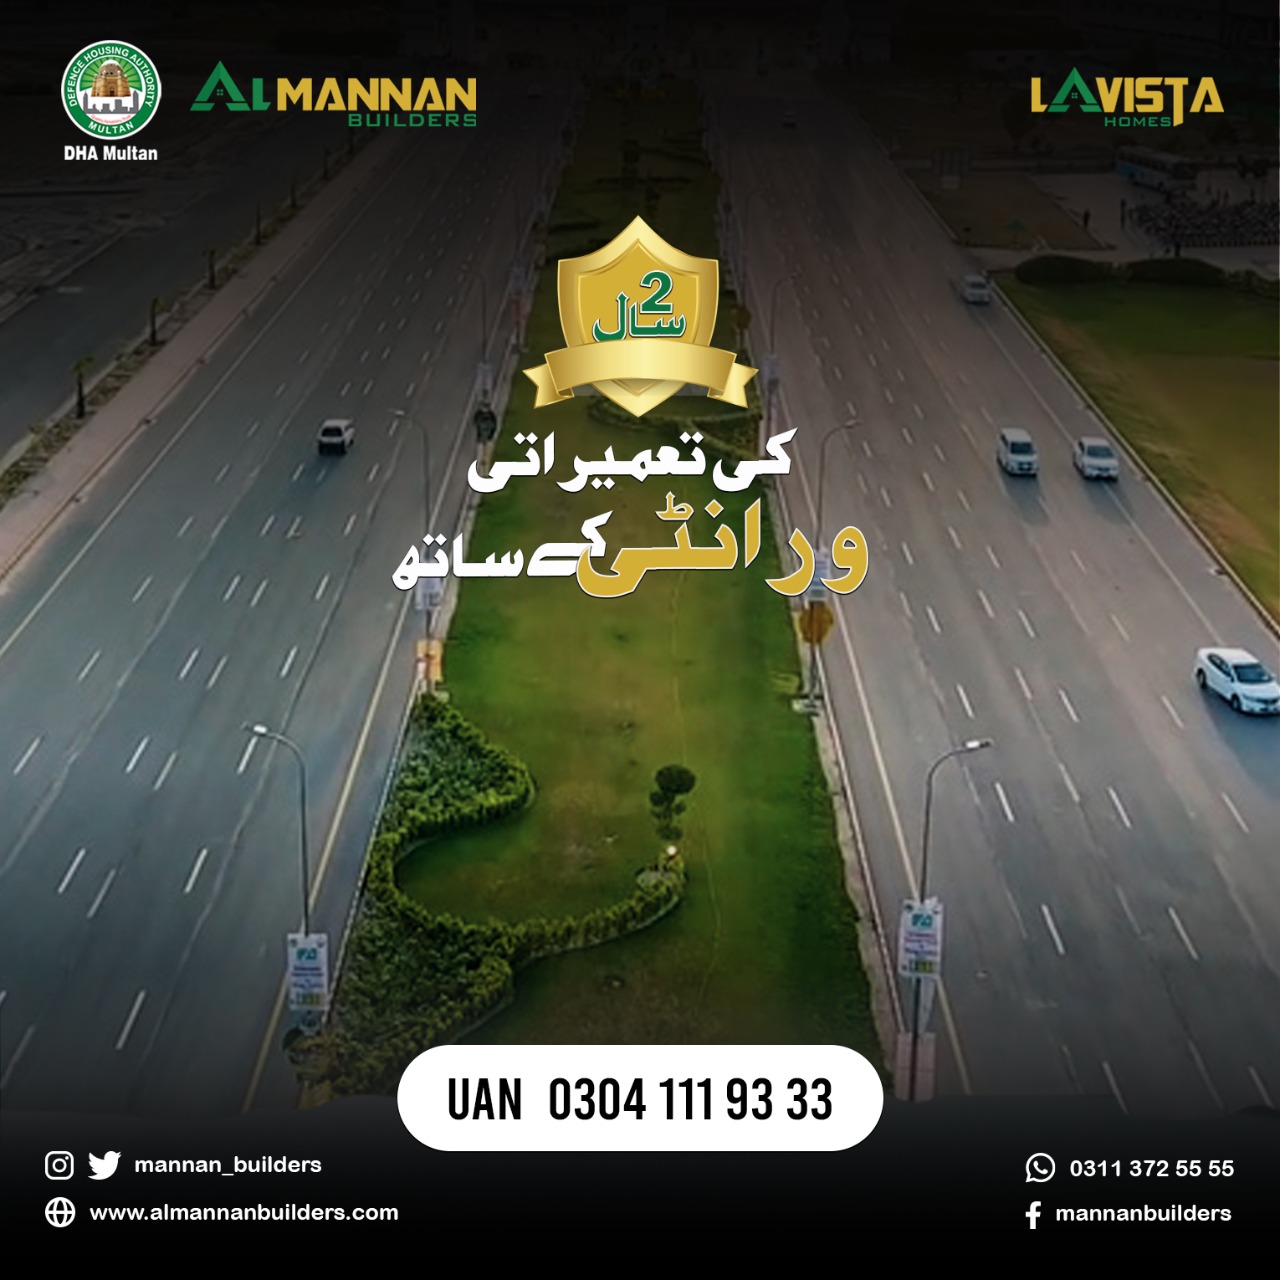 DEFENCE HOUSING AUTHORITY
MULTAN
DHA Multan
ALMANNAN
BUILDERS
LAVISTA
HOMES
2
سال
کی تعمیراتی
ورانٹی کے ساتھ
UAN 0304 111 93 33
mannan_builders
www.almannanbuilders.com
0311 372 55 55
mannanbuilders